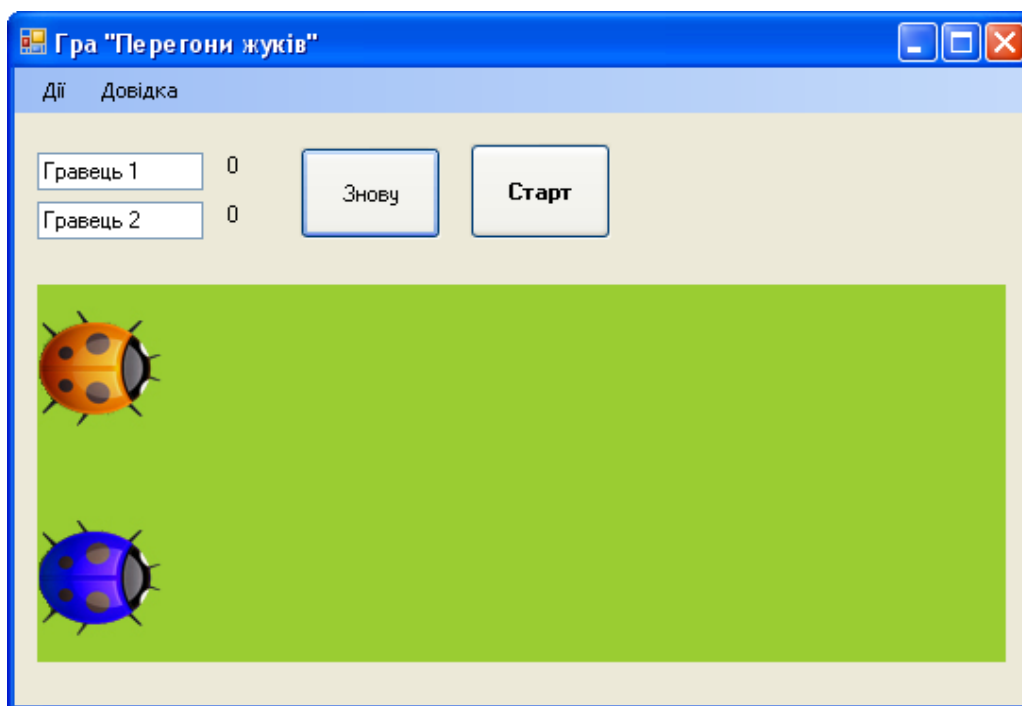 Гра "Перегони жуків"
Дії Довідка
Гравець 1 0
Гравець 2 0
Знову Старт